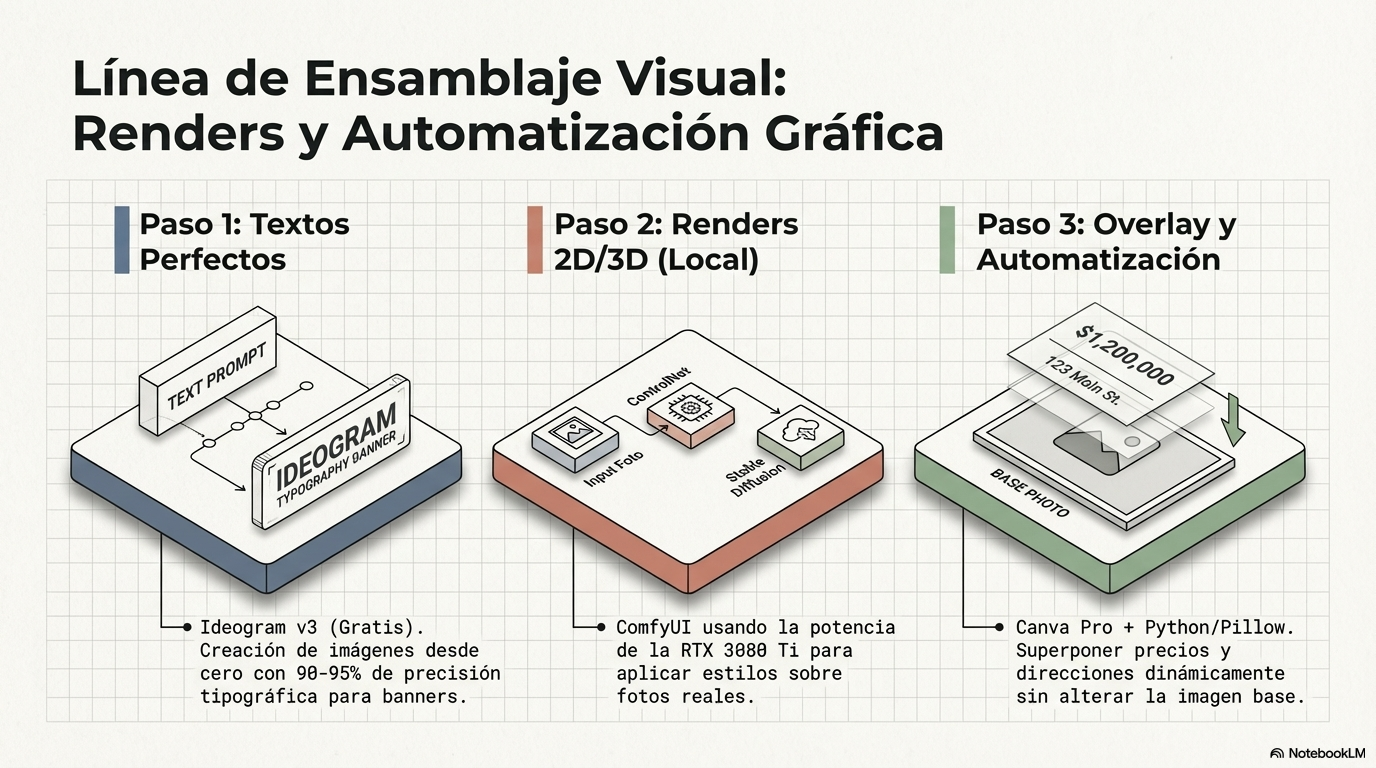 Línea de Ensamblaje Visual:
Renders y Automatización Gráfica
Paso 1: Textos
Perfectos
TEXT PROMPT
IDEOGRAM
TYPOGRAPHY BANNER
Ideogram v3 (Gratis).
Creación de imágenes desde
cero con 90-95% de precisión
tipográfica para banners.
Paso 2: Renders
2D/3D (Local)
ControlNet
Input Foto
Stable
Diffusion
ComfyUI usando la potencia
de la RTX 3080 Ti para
aplicar estilos sobre
fotos reales.
Paso 3: Overlay y
Automatización
$1,200,000
123 Main St.
BASE PHOTO
Canva Pro + Python/Pillow.
Superponer precios y
direcciones dinámicamente
sin alterar la imagen base.
NotebookLM